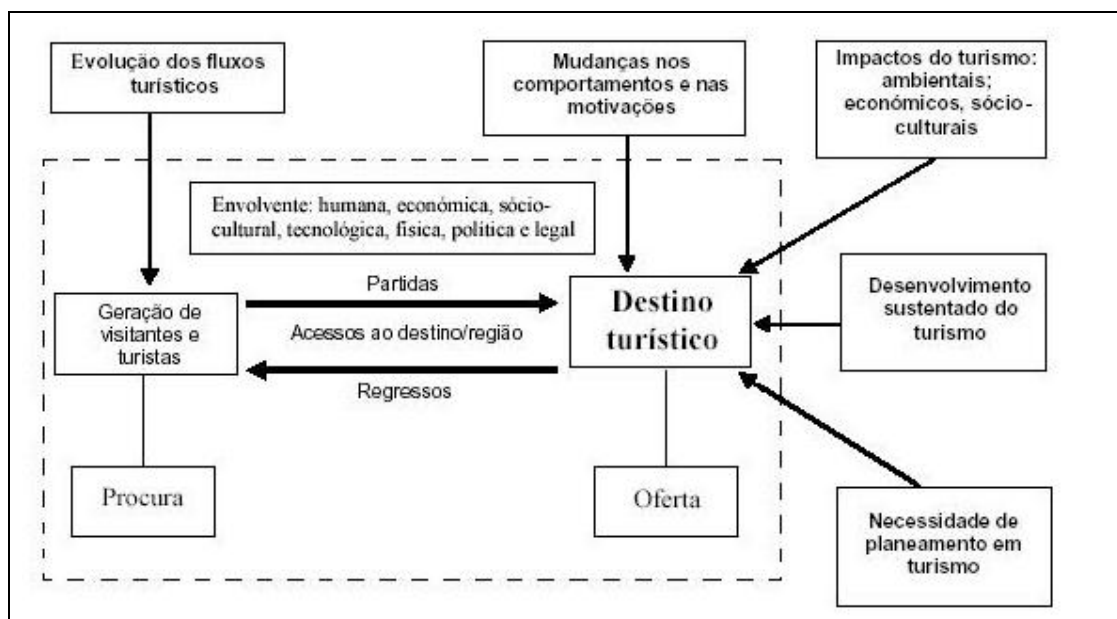 Evolução dos fluxos
turísticos
Mudanças nos
comportamentos e nas
motivações
Impactos do turismo:
ambientais;
económicos, sócio-
culturais
Envolvente: humana, económica, sócio-
cultural, tecnológica, física, política e legal
Geração de
visitantes e
turistas
Partidas
Acessos ao destino/região
Regressos
Destino
turístico
Desenvolvimento
sustentado do
turismo
Procura
Oferta
Necessidade de
planeamento em
turismo